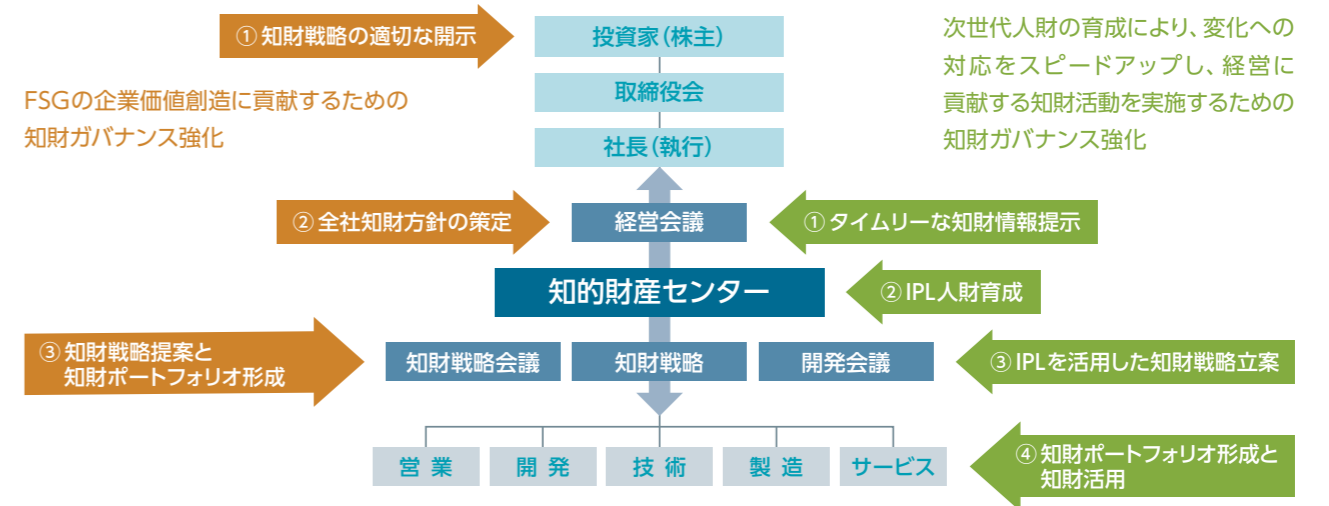 ① 知財戦略の適切な開示
投資家(株主)
取締役会
社長(執行)
FSGの企業価値創造に貢献するための
知財ガバナンス強化
次世代人財の育成により、変化への
対応をスピードアップし、経営に
貢献する知財活動を実施するための
知財ガバナンス強化
② 全社知財方針の策定
経営会議
① タイムリーな知財情報提示
知的財産センター
② IPL人財育成
③ 知財戦略提案と
知財ポートフォリオ形成
知財戦略会議
知財戦略
開発会議
③ IPLを活用した知財戦略立案
営業
開発
技術
製造
サービス
④ 知財ポートフォリオ形成と
知財活用